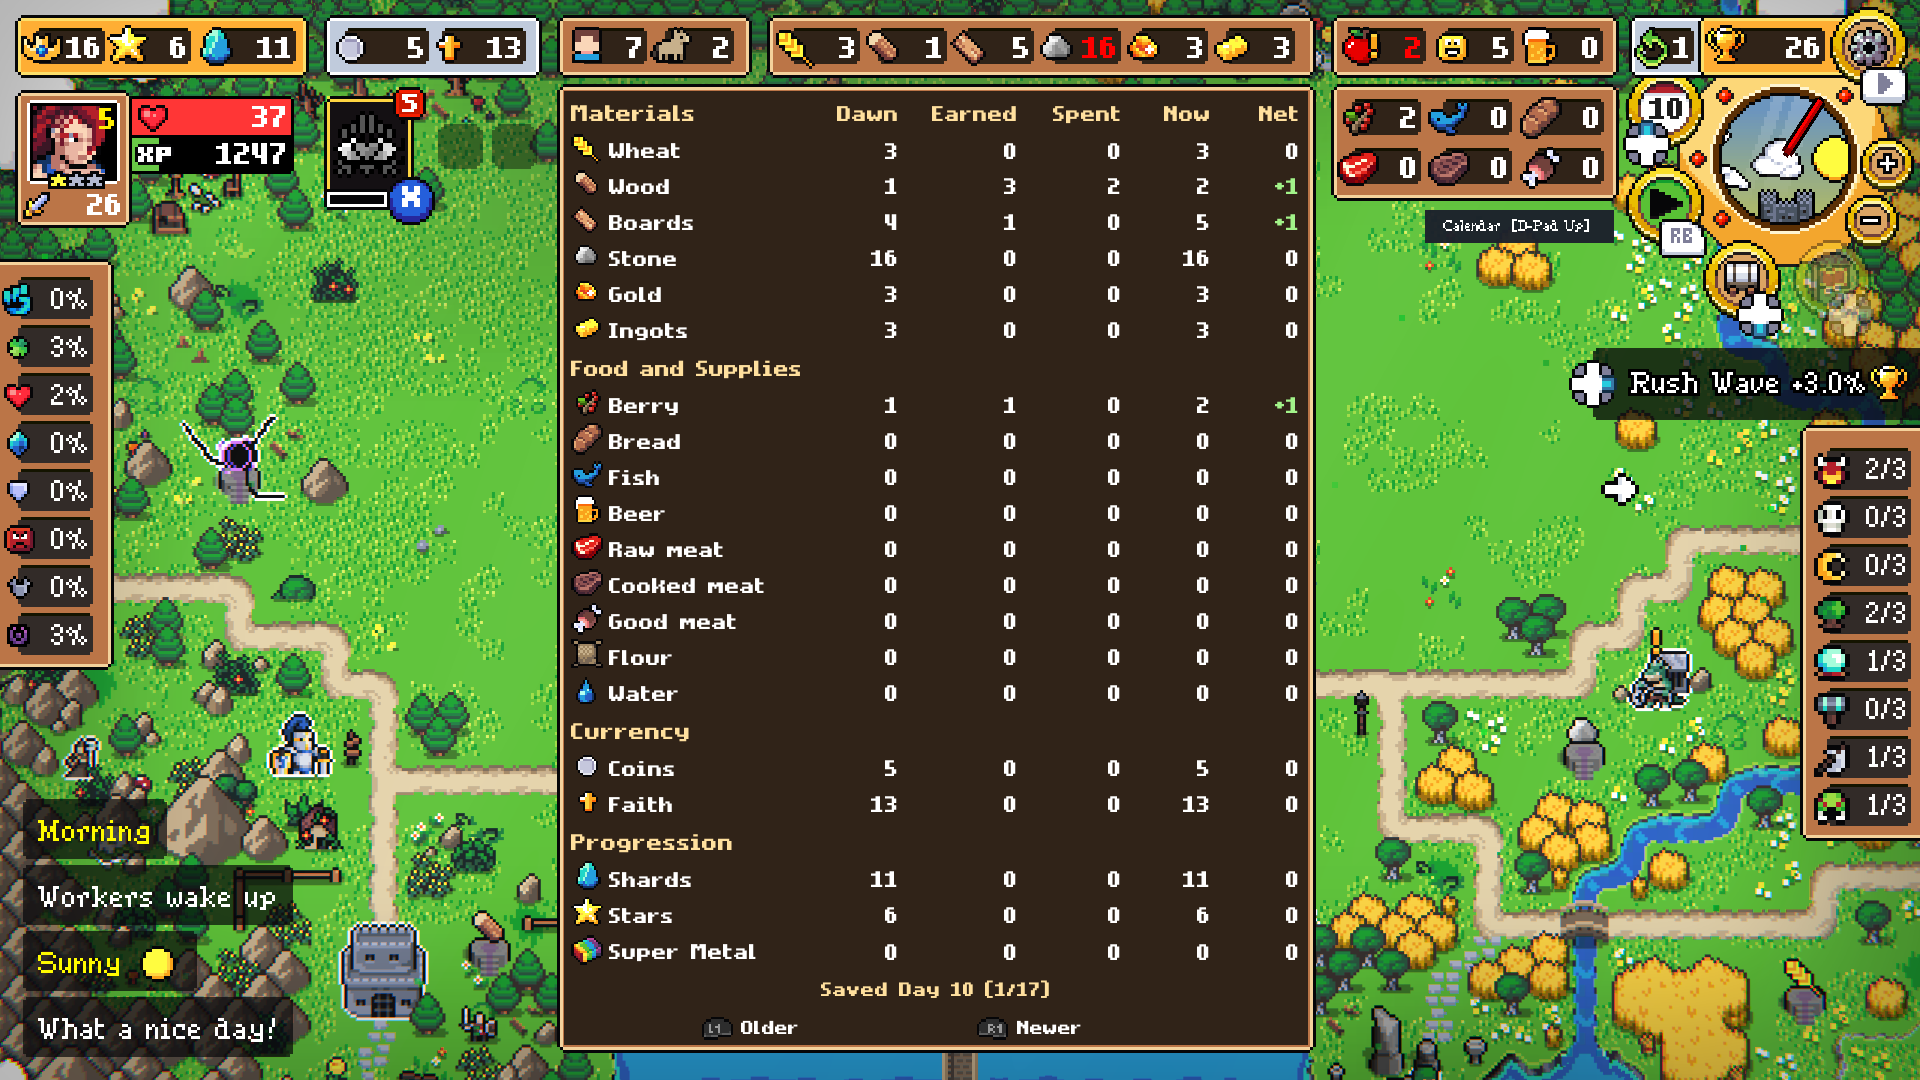 16 6 11 5 13 7 2 3 1 5 16 3 3 2 5 0 1 26
5
37
XP 1247
26
5
X
2 0 0
0 0 0
10
Calendar [D-Pad Up]
RB
Rush Wave +3.0%
0%
3%
2%
0%
0%
0%
0%
3%
Materials Dawn Earned Spent Now Net
Wheat 3 0 0 3 0
Wood 1 3 2 2 +1
Boards 4 1 0 5 +1
Stone 16 0 0 16 0
Gold 3 0 0 3 0
Ingots 3 0 0 3 0
Food and Supplies
Berry 1 1 0 2 +1
Bread 0 0 0 0 0
Fish 0 0 0 0 0
Beer 0 0 0 0 0
Raw meat 0 0 0 0 0
Cooked meat 0 0 0 0 0
Good meat 0 0 0 0 0
Flour 0 0 0 0 0
Water 0 0 0 0 0
Currency
Coins 5 0 0 5 0
Faith 13 0 0 13 0
Progression
Shards 11 0 0 11 0
Stars 6 0 0 6 0
Super Metal 0 0 0 0 0
Saved Day 10 [1/17]
L1 Older R1 Newer
2/3
0/3
0/3
2/3
1/3
0/3
1/3
1/3
Morning
Workers wake up
Sunny
What a nice day!